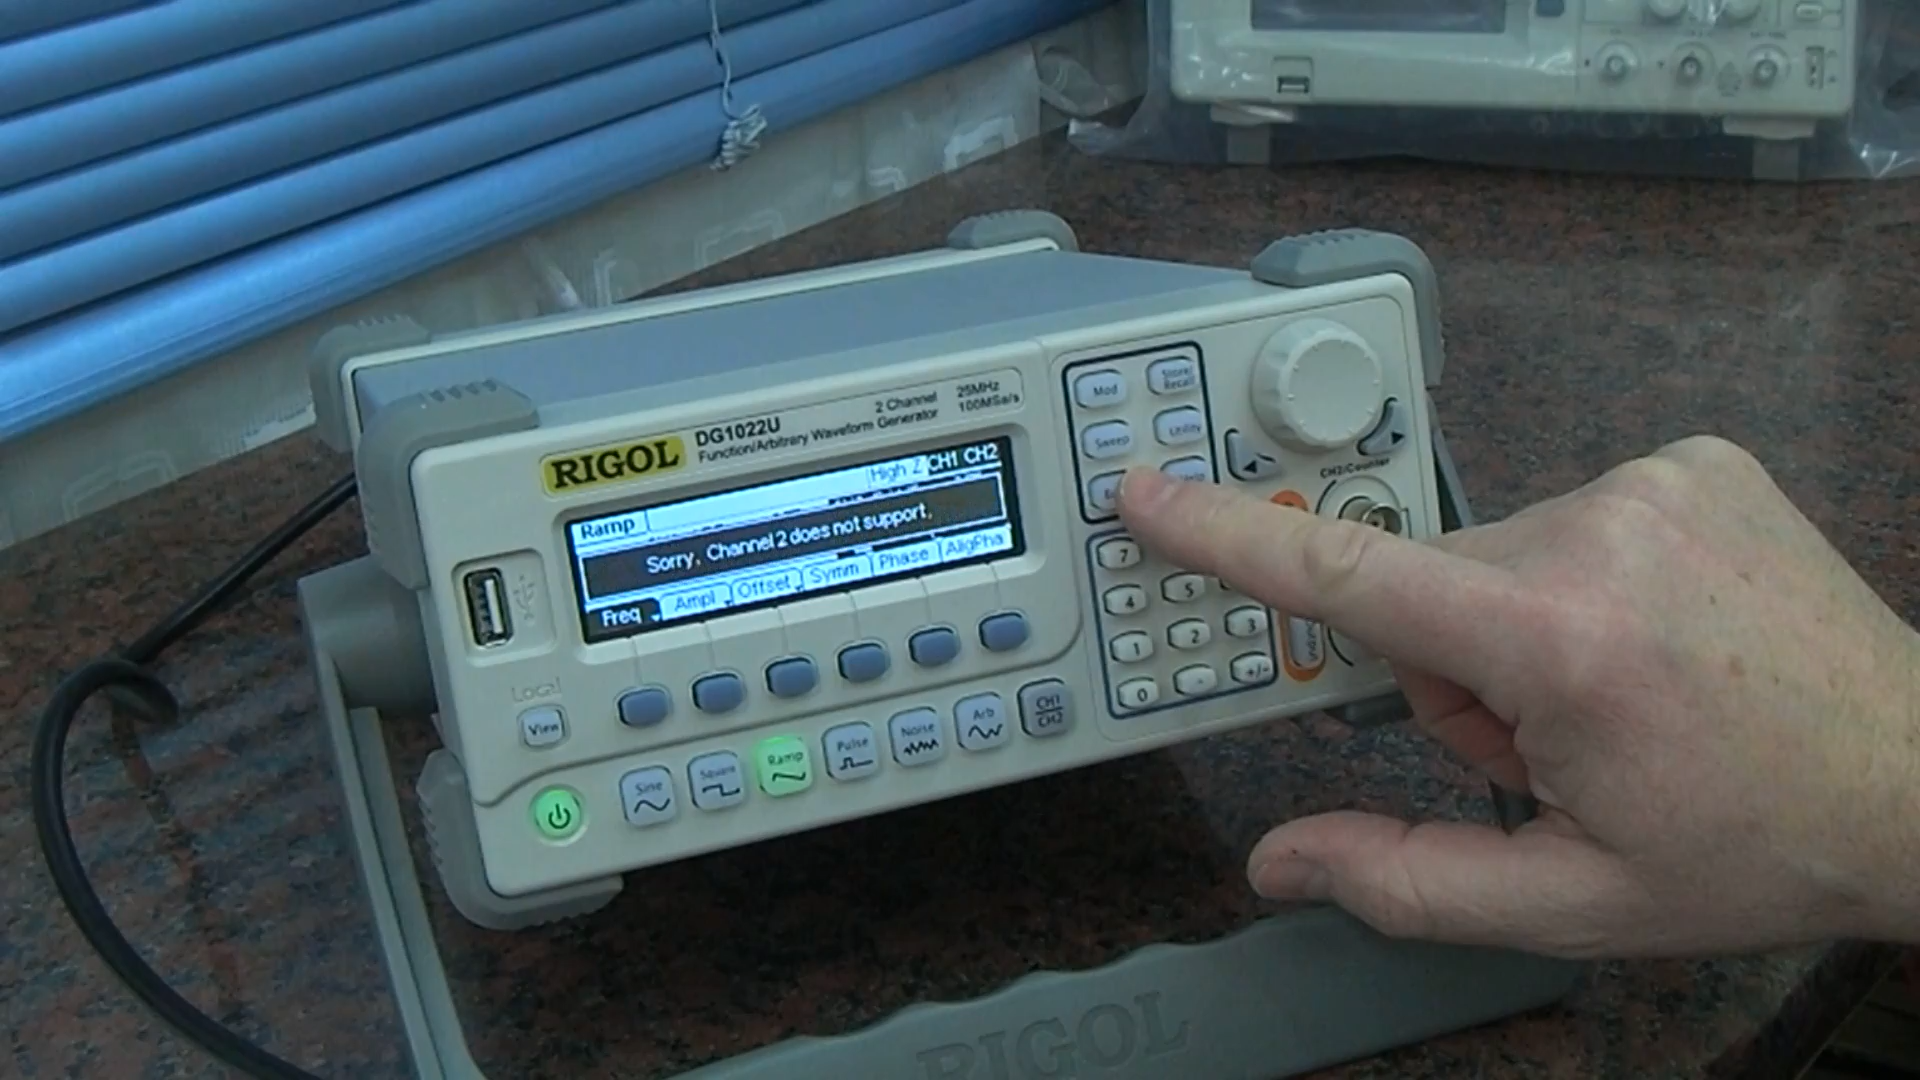 RIGOL
DG1022U
Function/Arbitrary Waveform Generator
2 Channel
25MHz
100MSa/s
Ramp
High Z
CH1 CH2
Sorry, Channel 2 does not support,
Freq
Ampl
Offset
Symm
Phase
AligPha
Local
View
Sine
Square
Ramp
Pulse
Noise
Arb
CH1
CH2
Mod
Store/
Recall
Sweep
Utility
7
4
5
1
2
3
0
.
+/-
CH2/Counter
RIGOL